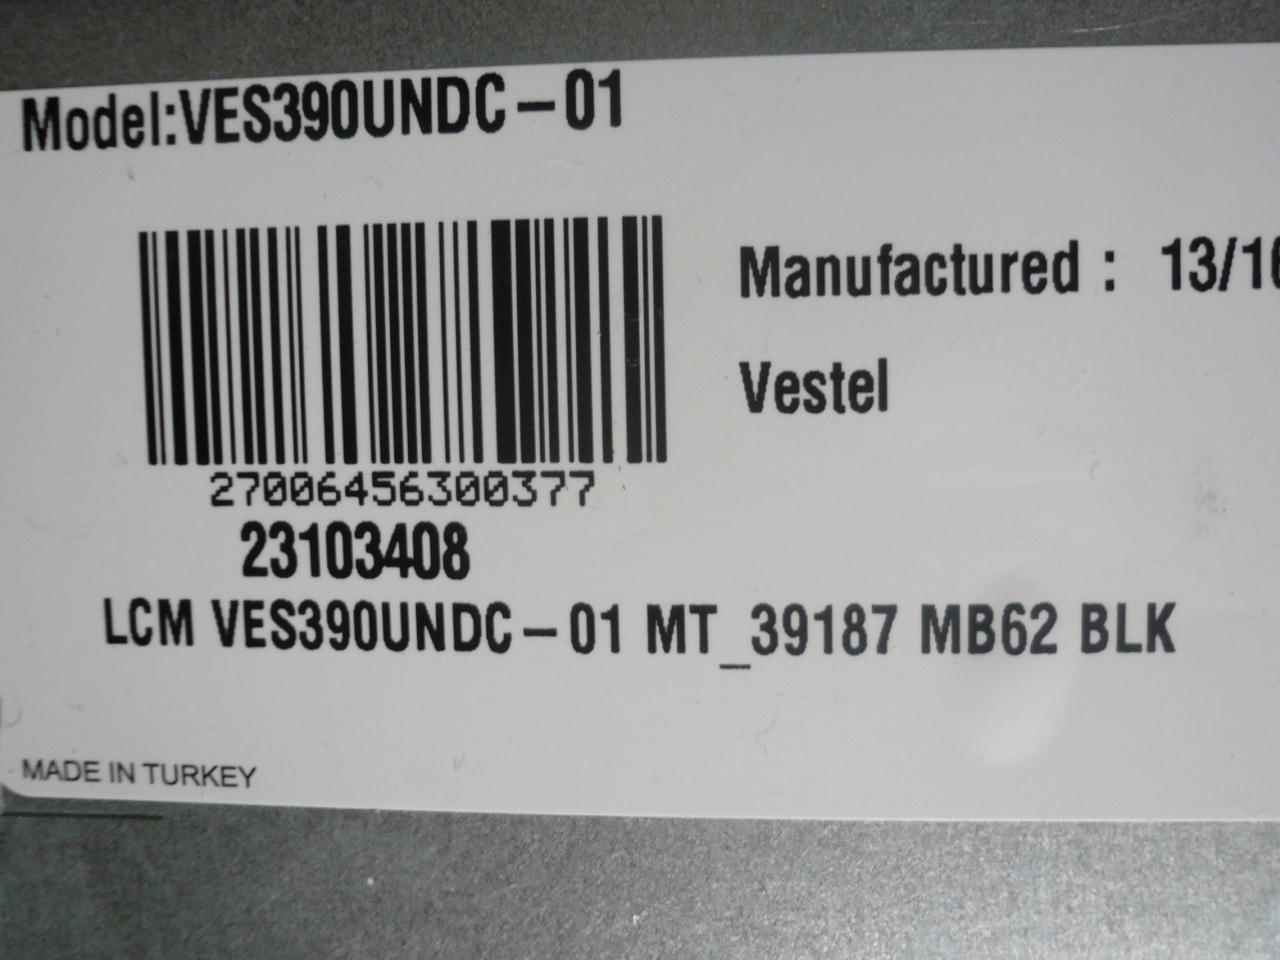 Model:VES390UNDC-01
Manufactured : 13/1
Vestel
27006456300377
23103408
LCM VES390UNDC-01 MT_39187 MB62 BLK
MADE IN TURKEY